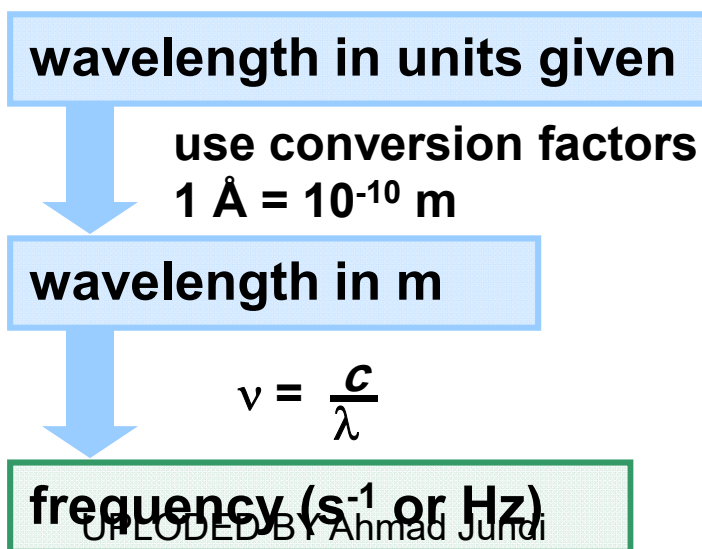 wavelength in units given
use conversion factors
1 Å = 10⁻¹⁰ m
wavelength in m
ν = c/λ
frequency (s⁻¹ or Hz)
UPLODED BY Ahmad Jundi